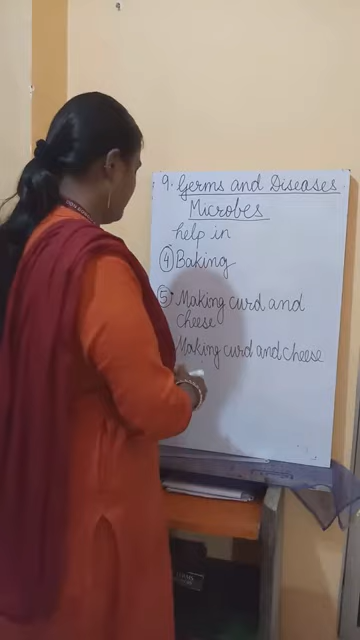 9. Germs and Diseases
Microbes
help in
④ Baking
⑤ Making curd and
cheese
Making curd and cheese